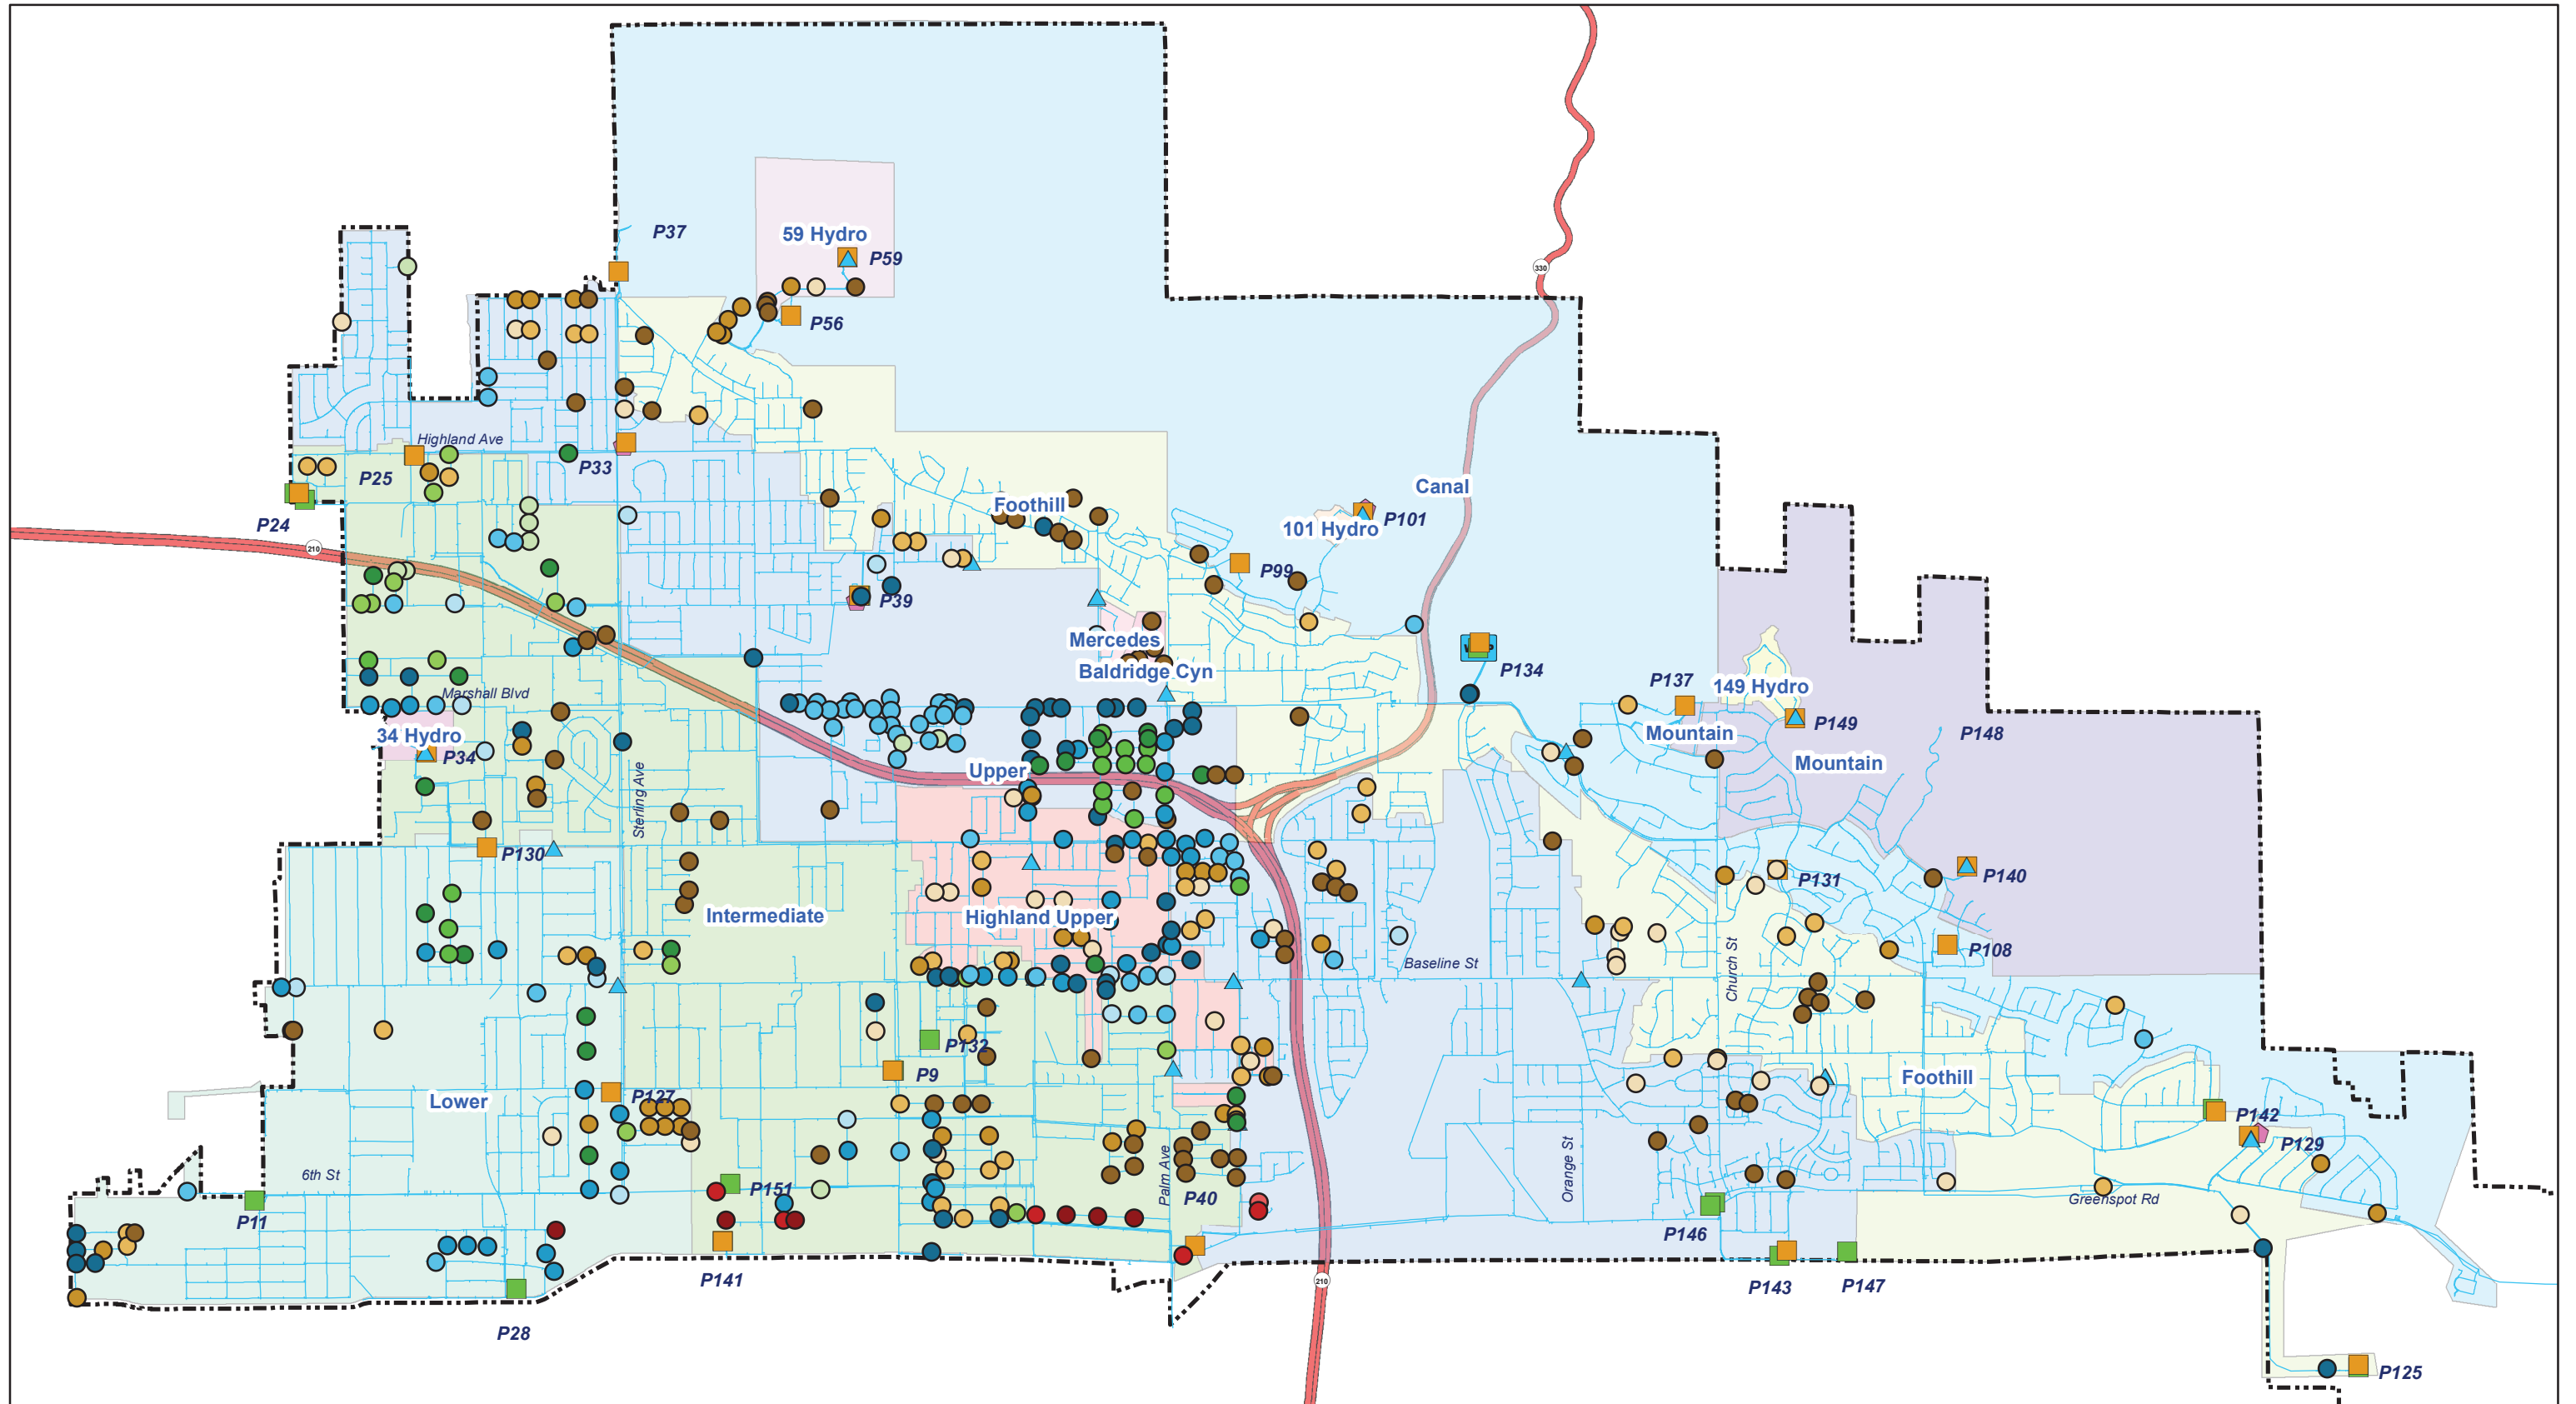 P37
59 Hydro
P59
330
P56
Highland Ave
P25
P33
Canal
Foothill
P24
101 Hydro
P101
210
P99
P39
Mercedes
Baldridge Cyn
P134
P137
149 Hydro
Marshall Blvd
P149
34 Hydro
Mountain
P148
P34
Upper
Mountain
Sterling Ave
P130
P131
P140
Intermediate
Highland Upper
P108
Baseline St
Church St
P132
P9
Foothill
P127
Lower
P142
P129
6th St
Palm Ave
Orange St
P151
P40
Greenspot Rd
P11
P146
P141
210
P143
P147
P28
P125